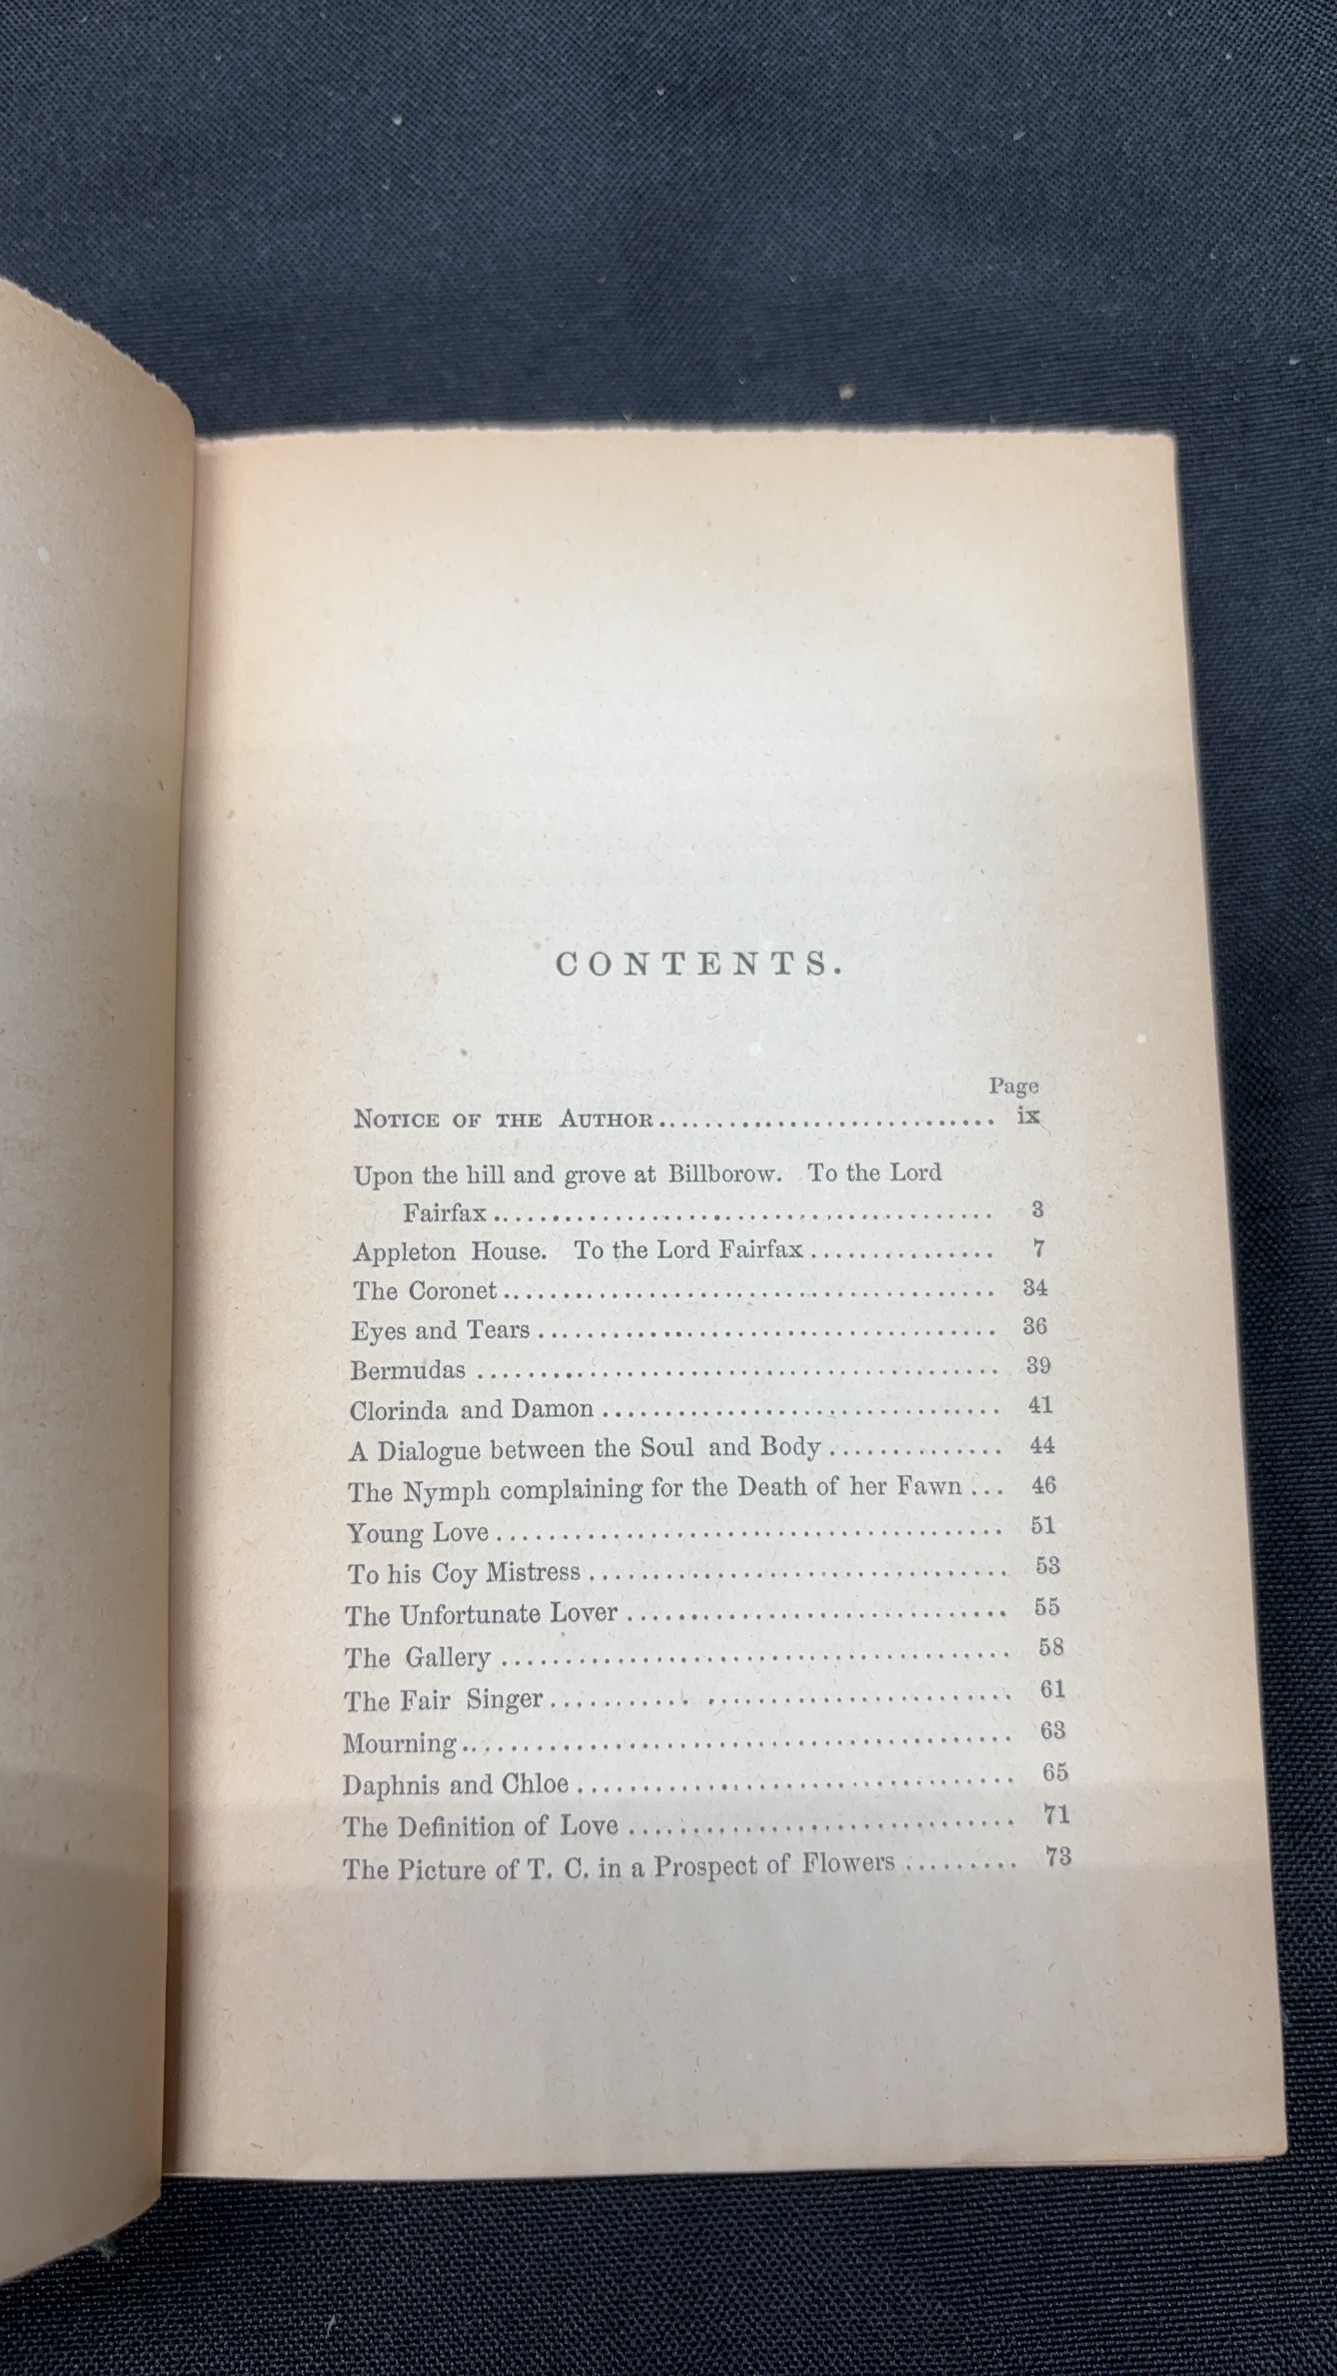 CONTENTS.
Page
NOTICE OF THE AUTHOR.............................. ix
Upon the hill and grove at Billborow. To the Lord
Fairfax........................................ 3
Appleton House. To the Lord Fairfax............... 7
The Coronet........................................ 34
Eyes and Tears..................................... 36
Bermudas .......................................... 39
Clorinda and Damon................................. 41
A Dialogue between the Soul and Body.............. 44
The Nymph complaining for the Death of her Fawn... 46
Young Love......................................... 51
To his Coy Mistress................................ 53
The Unfortunate Lover.............................. 55
The Gallery ....................................... 58
The Fair Singer.................................... 61
Mourning........................................... 63
Daphnis and Chloe.................................. 65
The Definition of Love ............................ 71
The Picture of T. C. in a Prospect of Flowers ......... 73